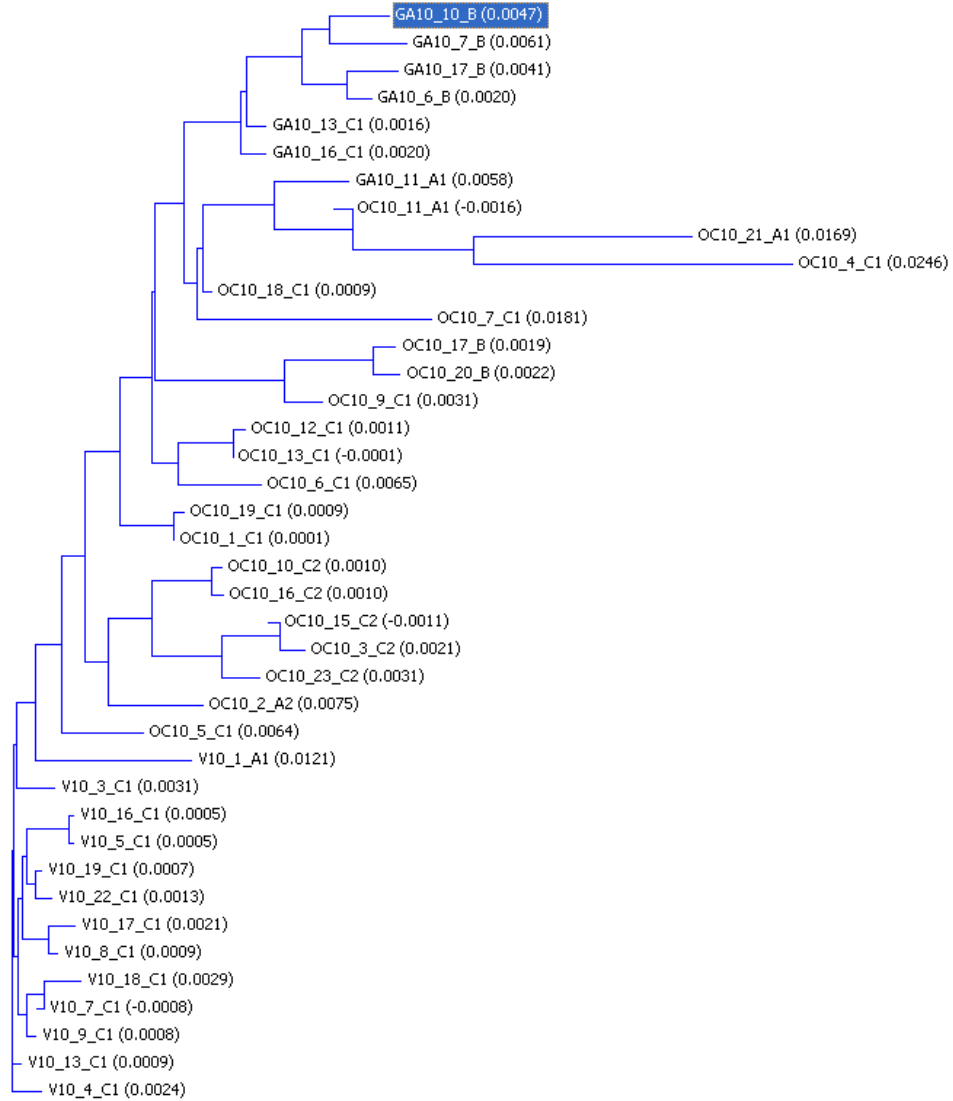 GA10_10_B (0.0047)
GA10_7_B (0.0061)
GA10_17_B (0.0041)
GA10_6_B (0.0020)
GA10_13_C1 (0.0016)
GA10_16_C1 (0.0020)
GA10_11_A1 (0.0058)
OC10_11_A1 (-0.0016)
OC10_21_A1 (0.0169)
OC10_4_C1 (0.0246)
OC10_18_C1 (0.0009)
OC10_7_C1 (0.0181)
OC10_17_B (0.0019)
OC10_20_B (0.0022)
OC10_9_C1 (0.0031)
OC10_12_C1 (0.0011)
OC10_13_C1 (-0.0001)
OC10_6_C1 (0.0065)
OC10_19_C1 (0.0009)
OC10_1_C1 (0.0001)
OC10_10_C2 (0.0010)
OC10_16_C2 (0.0010)
OC10_15_C2 (-0.0011)
OC10_3_C2 (0.0021)
OC10_23_C2 (0.0031)
OC10_2_A2 (0.0075)
OC10_5_C1 (0.0064)
V10_1_A1 (0.0121)
V10_3_C1 (0.0031)
V10_16_C1 (0.0005)
V10_5_C1 (0.0005)
V10_19_C1 (0.0007)
V10_22_C1 (0.0013)
V10_17_C1 (0.0021)
V10_8_C1 (0.0009)
V10_18_C1 (0.0029)
V10_7_C1 (-0.0008)
V10_9_C1 (0.0008)
V10_13_C1 (0.0009)
V10_4_C1 (0.0024)